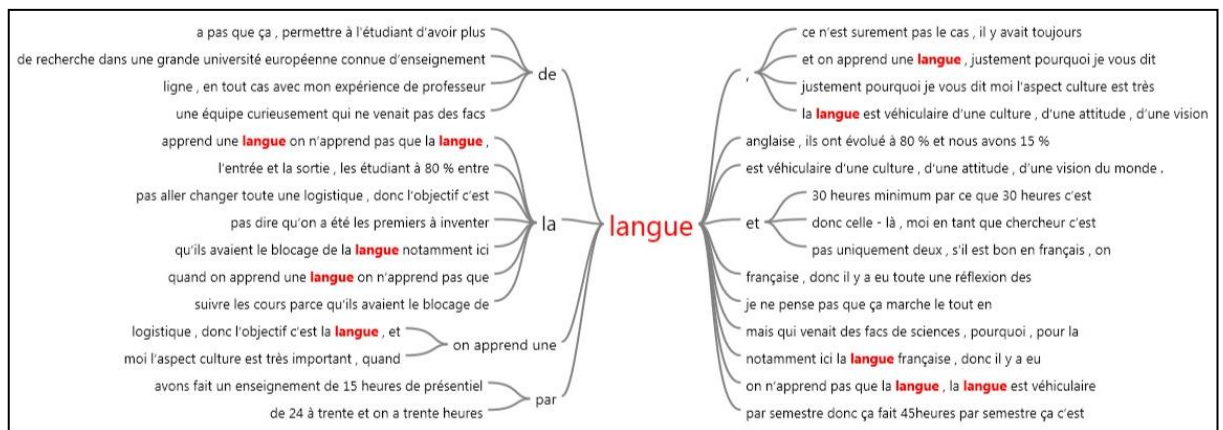 a pas que ça , permettre à l'étudiant d'avoir plus
de recherche dans une grande université européenne connue d'enseignement
ligne , en tout cas avec mon expérience de professeur
une équipe curieusement qui ne venait pas des facs
de
apprend une langue on n'apprend pas que la langue ,
l'entrée et la sortie , les étudiant à 80 % entre
pas aller changer toute une logistique , donc l'objectif c'est
pas dire qu'on a été les premiers à inventer
qu'ils avaient le blocage de la langue notamment ici
quand on apprend une langue on n'apprend pas que
suivre les cours parce qu'ils avaient le blocage de
la
logistique , donc l'objectif c'est la langue , et
moi l'aspect culture est très important , quand
on apprend une
avons fait un enseignement de 15 heures de présentiel
de 24 à trente et on a trente heures
par
langue
,
ce n'est surement pas le cas , il y avait toujours
et on apprend une langue , justement pourquoi je vous dit
justement pourquoi je vous dit moi l'aspect culture est très
la langue est véhiculaire d'une culture , d'une attitude , d'une vision
anglaise , ils ont évolué à 80 % et nous avons 15 %
est véhiculaire d'une culture , d'une attitude , d'une vision du monde .
et
30 heures minimum par ce que 30 heures c'est
donc celle - là , moi en tant que chercheur c'est
pas uniquement deux , s'il est bon en français , on
française , donc il y a eu toute une réflexion des
je ne pense pas que ça marche le tout en
mais qui venait des facs de sciences , pourquoi , pour la
notamment ici la langue française , donc il y a eu
on n'apprend pas que la langue , la langue est véhiculaire
par semestre donc ça fait 45heures par semestre ça c'est